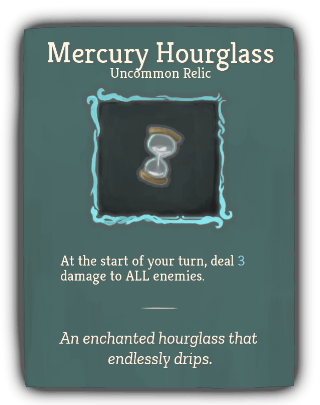 Mercury Hourglass
Uncommon Relic
At the start of your turn, deal 3
damage to ALL enemies.
An enchanted hourglass that
endlessly drips.